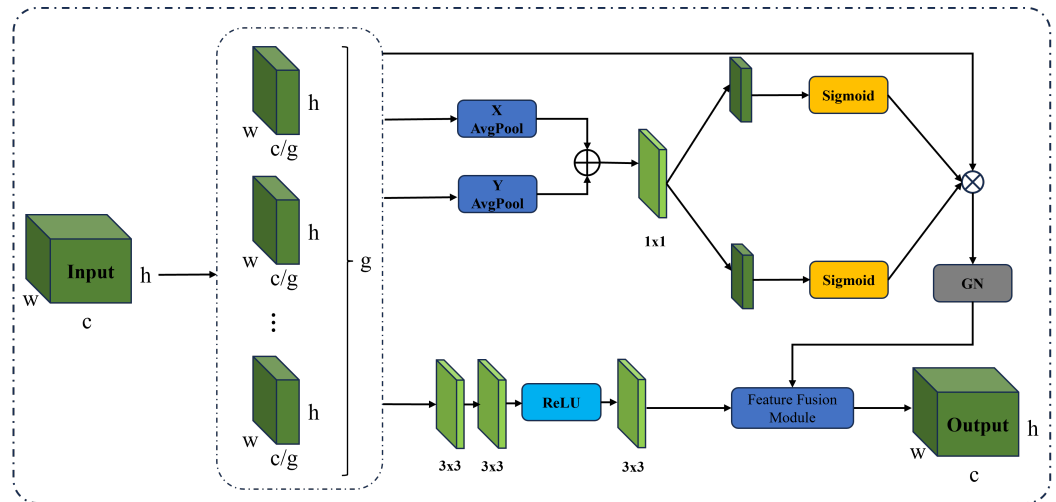 Input
w
h
c
w
h
c/g
w
h
c/g
⋮
w
h
c/g
g
X
AvgPool
Y
AvgPool
1x1
Sigmoid
Sigmoid
GN
3x3
3x3
ReLU
3x3
Feature Fusion
Module
Output
w
h
c